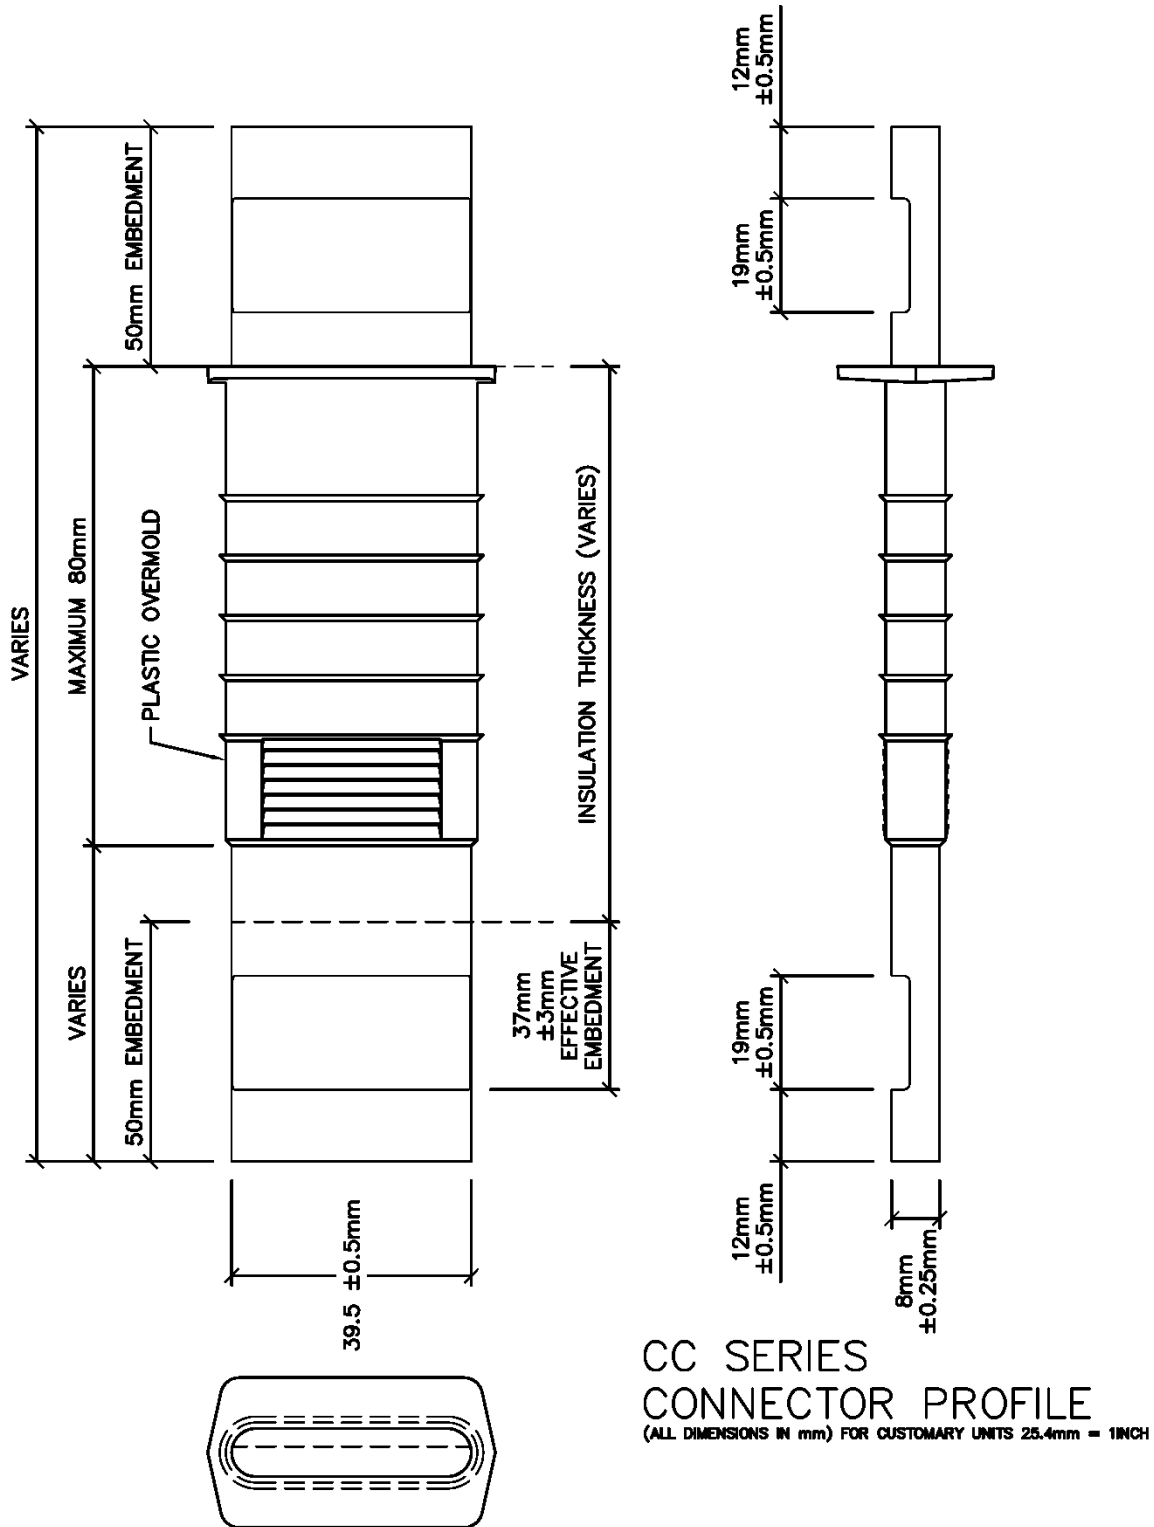 12mm
±0.5mm
50mm EMBEDMENT
19mm
±0.5mm
VARIES
MAXIMUM 80mm
PLASTIC OVERMOLD
INSULATION THICKNESS (VARIES)
VARIES
50mm EMBEDMENT
37mm
±3mm
EFFECTIVE
EMBEDMENT
19mm
±0.5mm
39.5 ±0.5mm
12mm
±0.5mm
8mm
±0.25mm
CC SERIES
CONNECTOR PROFILE
(ALL DIMENSIONS IN mm) FOR CUSTOMARY UNITS 25.4mm = 1INCH